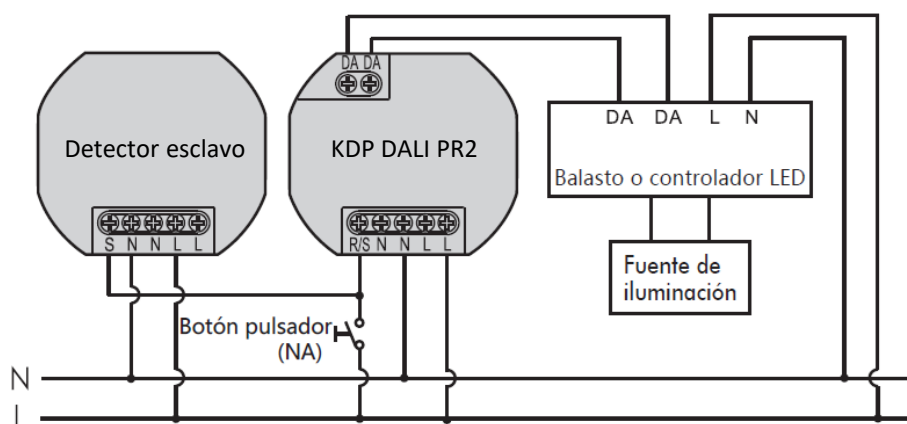 DA DA
DA DA L N
Detector esclavo
KDP DALI PR2
Balasto o controlador LED
S N N L L
R/S N N L L
Fuente de
iluminación
Botón pulsador
(NA)
N
L